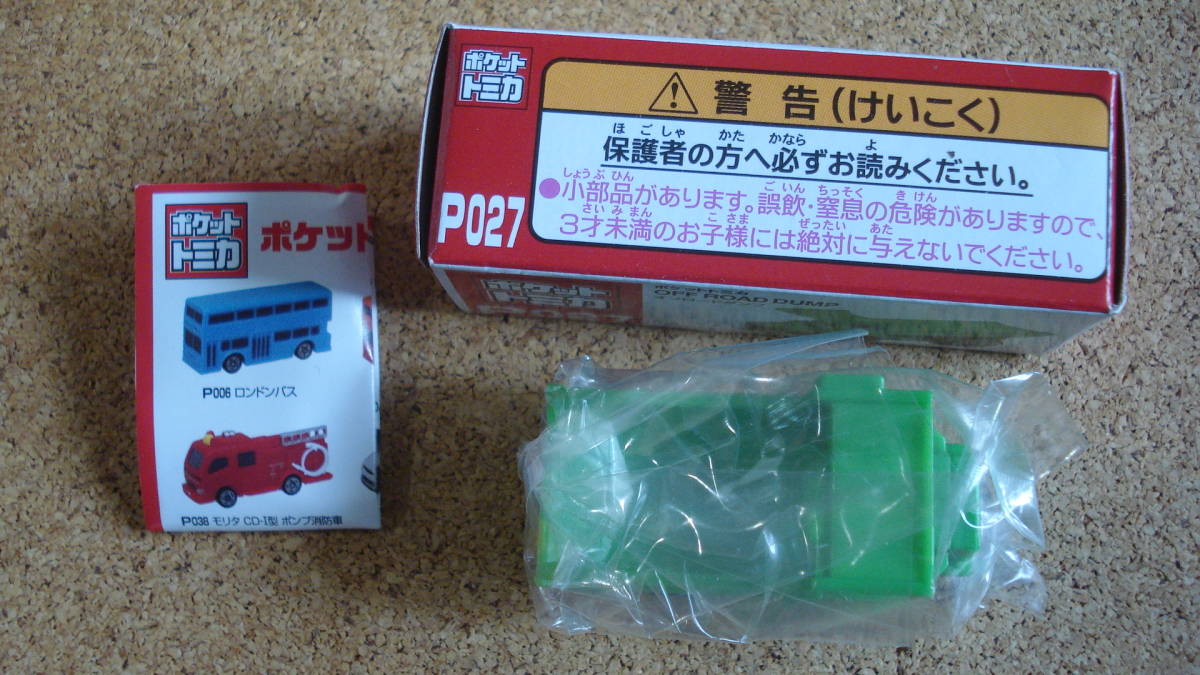 ポケット
トミカ
警告(けいこく)
ほごしゃ かた かなら よ
保護者の方へ必ずお読みください。
しょうぶひん ごいん ちっそく きけん
●小部品があります。誤飲・窒息の危険がありますので、
さいみまん こさま ぜったい あた
3才未満のお子様には絶対に与えないでください。
P027
ポケットトミカ
OFF ROAD DUMP
ポケット
トミカ
ポケット
P006 ロンドンバス
P038 モリタ CD-I型 ポンプ消防車